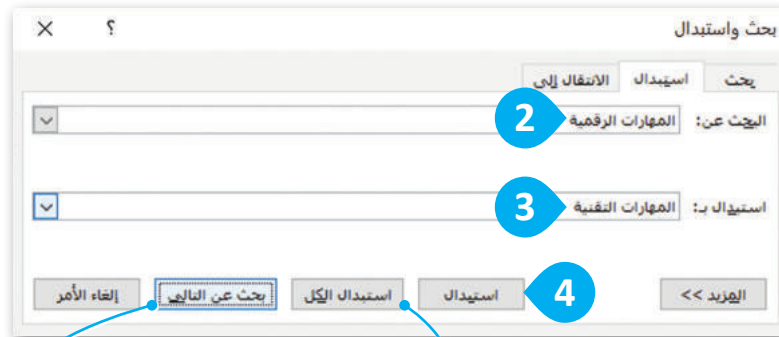 بحث واستبدال ؟ ×
بحث استبدال الانتقال إلى
البحث عن: المهارات الرقمية 2
استبدال بـ: المهارات التقنية 3
المزيد >> 4 استبدال استبدال الكل بحث عن التالي إلغاء الأمر